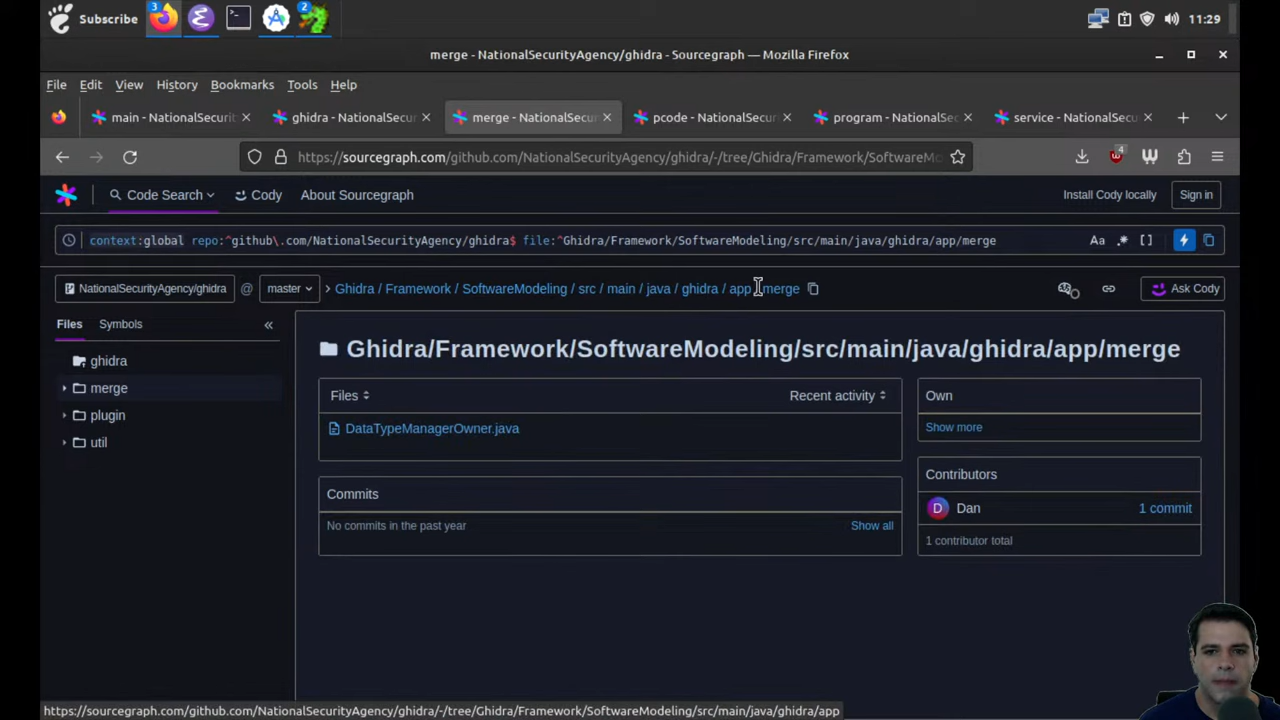 Subscribe
3
2
11:29
merge - NationalSecurityAgency/ghidra - Sourcegraph — Mozilla Firefox
File Edit View History Bookmarks Tools Help
main - NationalSecurit
ghidra - NationalSecur
merge - NationalSecur
pcode - NationalSecur
program - NationalSec
service - NationalSecu
https://sourcegraph.com/github.com/NationalSecurityAgency/ghidra/-/tree/Ghidra/Framework/SoftwareMo
4
Code Search Cody About Sourcegraph Install Cody locally Sign in
context:global repo:^github\.com/NationalSecurityAgency/ghidra$ file:^Ghidra/Framework/SoftwareModeling/src/main/java/ghidra/app/merge
Aa .* []
NationalSecurityAgency/ghidra @ master > Ghidra / Framework / SoftwareModeling / src / main / java / ghidra / app / merge
Ask Cody
Files Symbols
ghidra
merge
plugin
util
Ghidra/Framework/SoftwareModeling/src/main/java/ghidra/app/merge
Files Recent activity
DataTypeManagerOwner.java
Commits
No commits in the past year Show all
Own
Show more
Contributors
D Dan 1 commit
1 contributor total
https://sourcegraph.com/github.com/NationalSecurityAgency/ghidra/-/tree/Ghidra/Framework/SoftwareModeling/src/main/java/ghidra/app